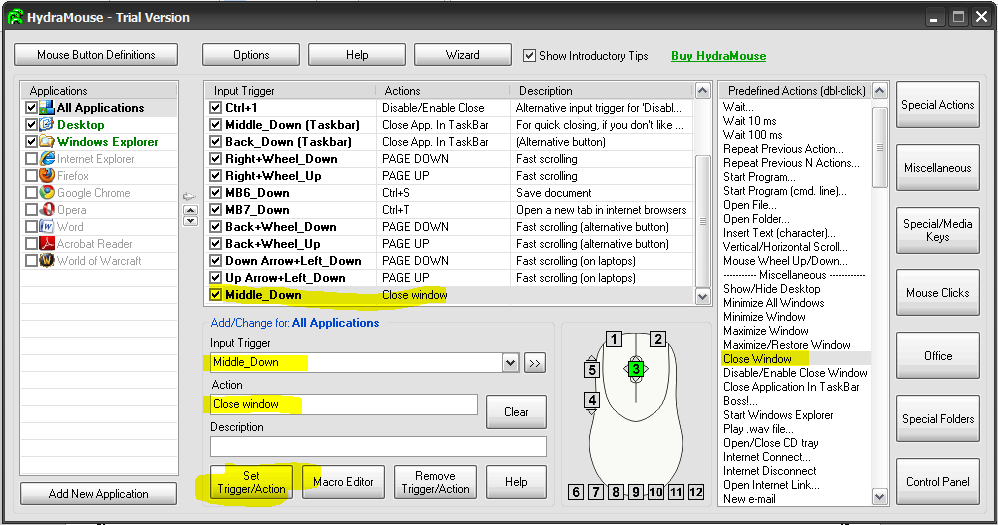 HydraMouse - Trial Version
Mouse Button Definitions
Options
Help
Wizard
Show Introductory Tips
Buy HydraMouse
Applications
All Applications
Desktop
Windows Explorer
Internet Explorer
Firefox
Google Chrome
Opera
Word
Acrobat Reader
World of Warcraft
Add New Application
Input Trigger Actions Description
Ctrl+1 Disable/Enable Close Alternative input trigger for 'Disabl...
Middle_Down (Taskbar) Close App. In TaskBar For quick closing, if you don't like ...
Back_Down (Taskbar) Close App. In TaskBar (Alternative button)
Right+Wheel_Down PAGE DOWN Fast scrolling
Right+Wheel_Up PAGE UP Fast scrolling
MB6_Down Ctrl+S Save document
MB7_Down Ctrl+T Open a new tab in internet browsers
Back+Wheel_Down PAGE DOWN Fast scrolling (alternative button)
Back+Wheel_Up PAGE UP Fast scrolling (alternative button)
Down Arrow+Left_Down PAGE DOWN Fast scrolling (on laptops)
Up Arrow+Left_Down PAGE UP Fast scrolling (on laptops)
Middle_Down Close window
Add/Change for: All Applications
Input Trigger
Middle_Down
>>
Action
Close window
Clear
Description
Set
Trigger/Action
Macro Editor
Remove
Trigger/Action
Help
1 2
3
5
4
6 7 8 9 10 11 12
Predefined Actions (dbl-click)
Wait...
Wait 10 ms
Wait 100 ms
Repeat Previous Action...
Repeat Previous N Actions...
Start Program...
Start Program (cmd. line)...
Open File...
Open Folder...
Insert Text (character)...
Vertical/Horizontal Scroll...
Mouse Wheel Up/Down...
----------- Miscellaneous -----------
Show/Hide Desktop
Minimize All Windows
Minimize Window
Maximize Window
Maximize/Restore Window
Close Window
Disable/Enable Close Window
Close Application In TaskBar
Boss!...
Start Windows Explorer
Play .wav file...
Open/Close CD tray
Internet Connect...
Internet Disconnect
Open Internet Link...
New e-mail
Special Actions
Miscellaneous
Special/Media
Keys
Mouse Clicks
Office
Special Folders
Control Panel